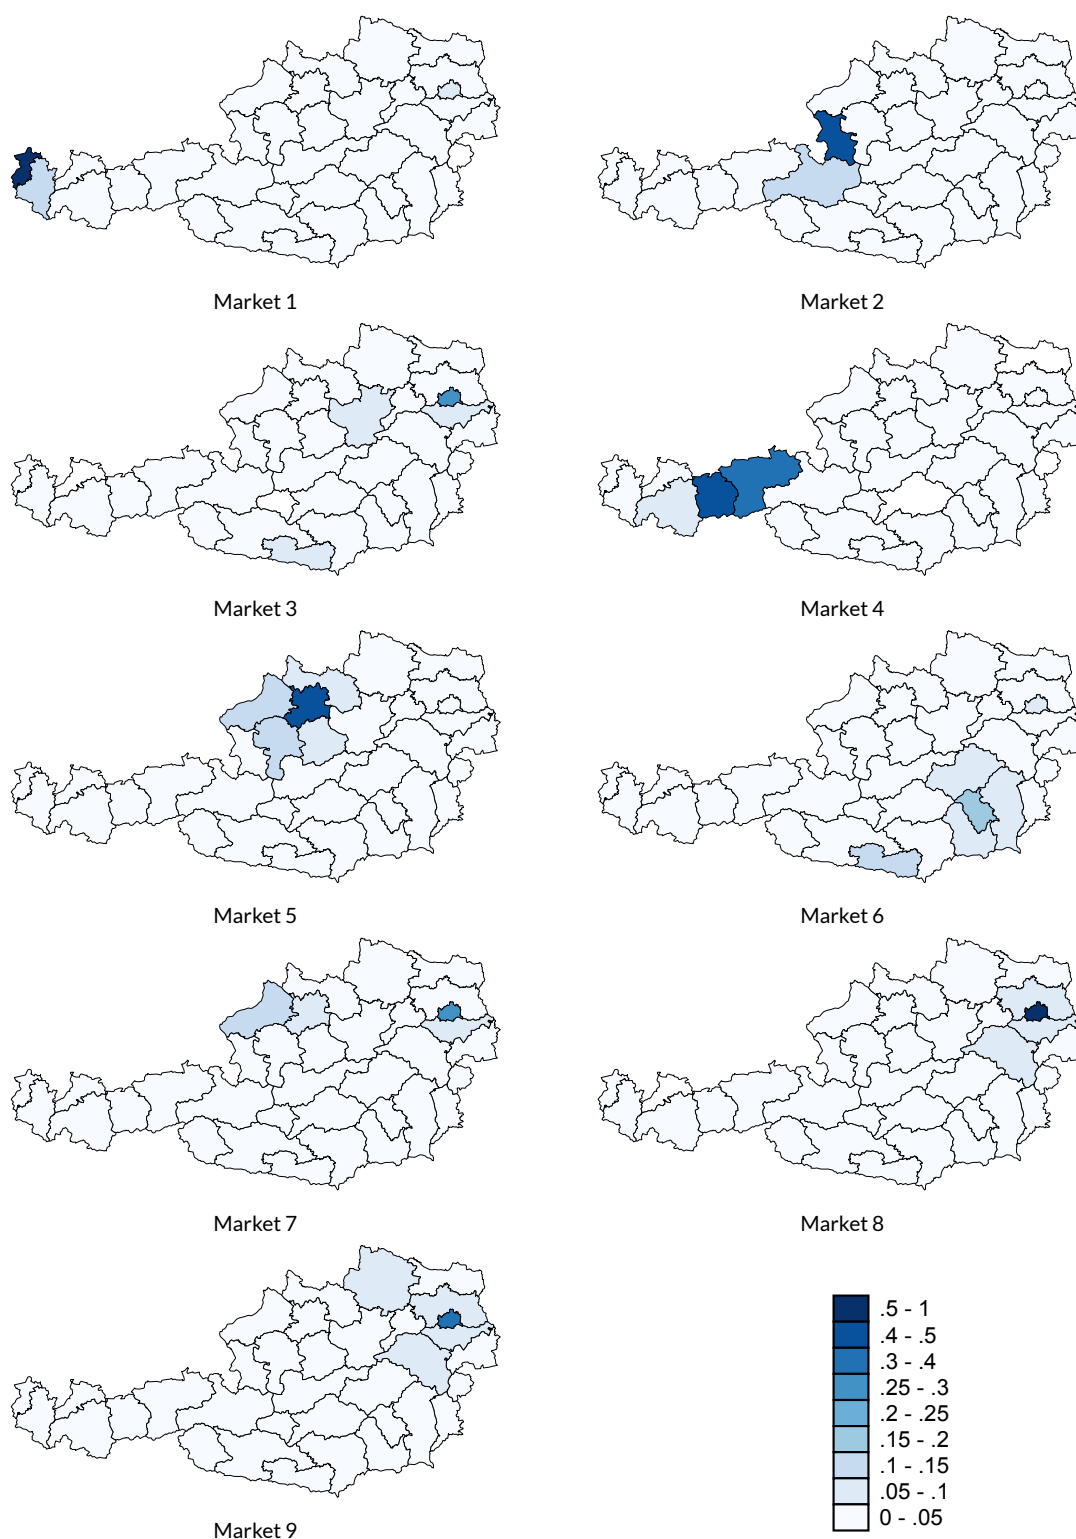 Market 1
Market 2
Market 3
Market 4
Market 5
Market 6
Market 7
Market 8
Market 9
.5 - 1
.4 - .5
.3 - .4
.25 - .3
.2 - .25
.15 - .2
.1 - .15
.05 - .1
0 - .05